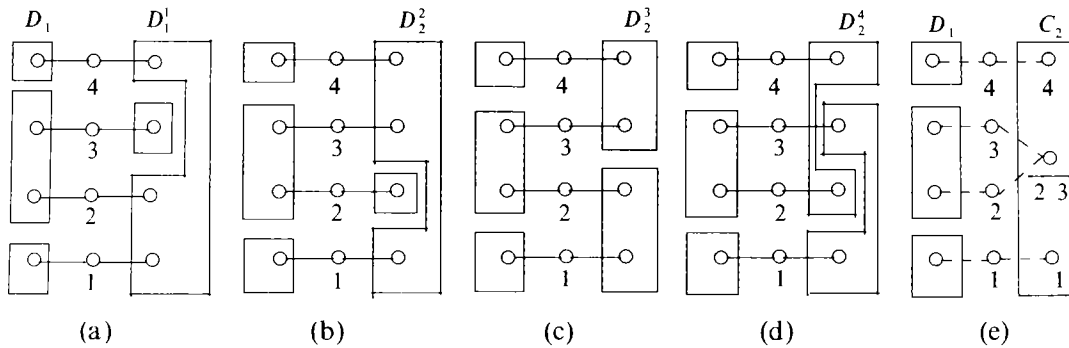 D₁ D₁¹ D₂² D₂³ D₂⁴ D₁ C₂
4 4 4 4 4 4
3 3 3 3 3
2 3
2 2 2 2 2
1 1 1 1 1 1
(a) (b) (c) (d) (e)